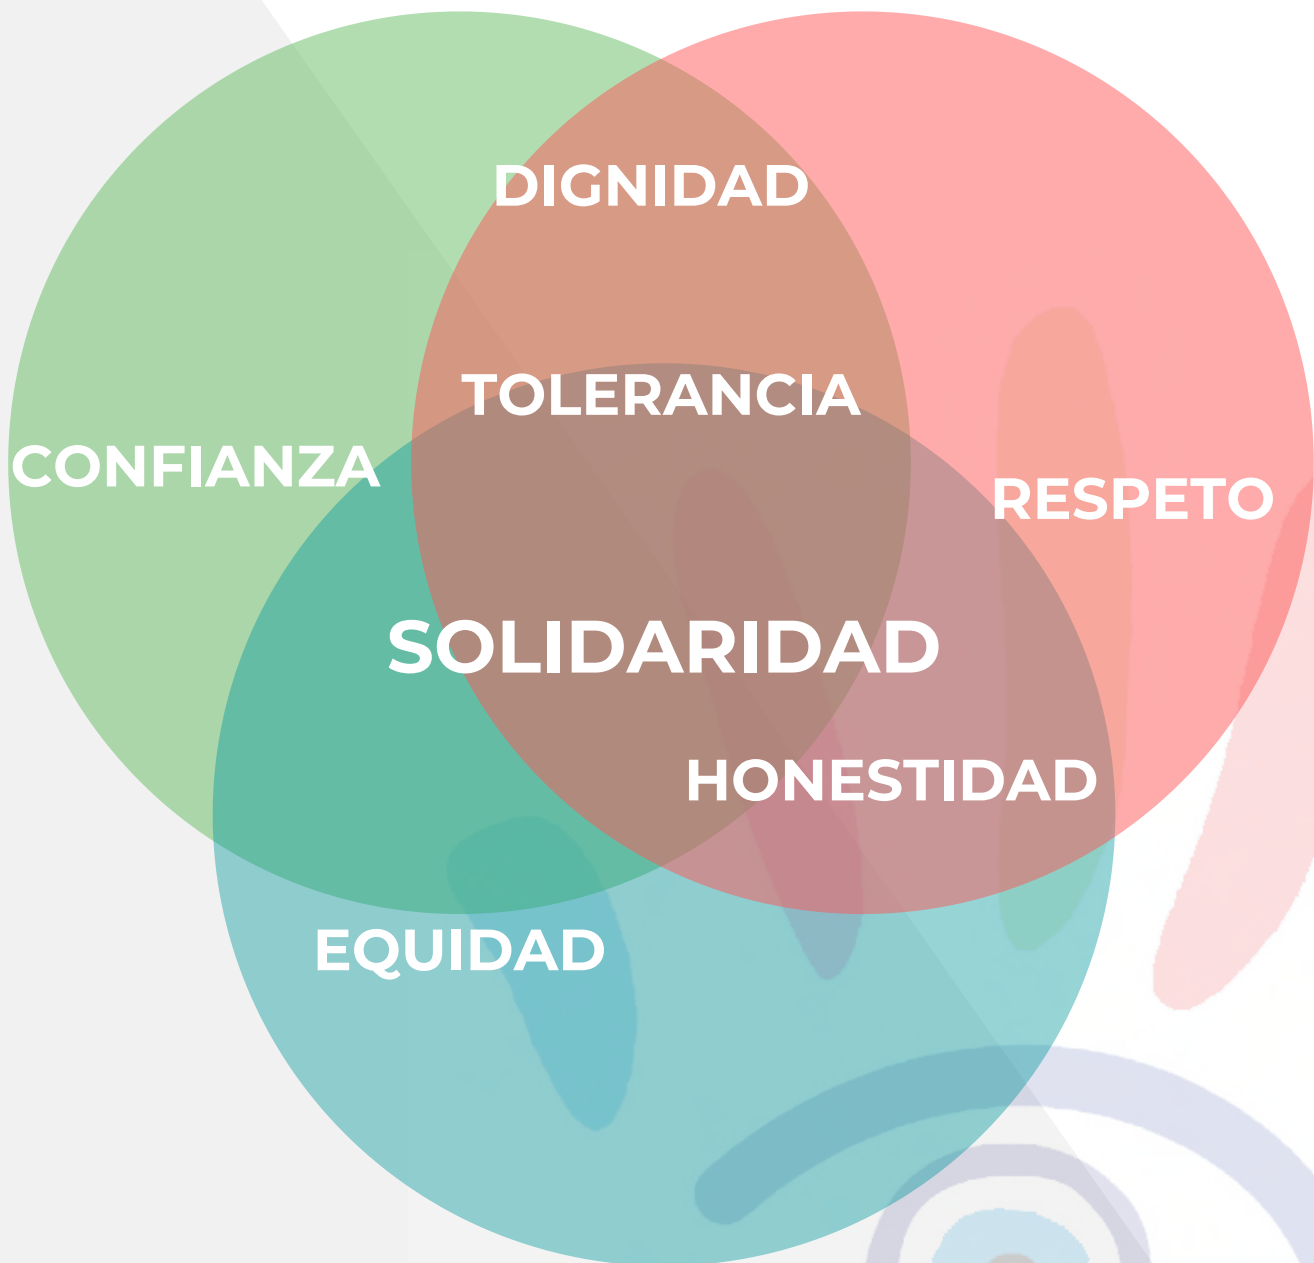 DIGNIDAD
TOLERANCIA
CONFIANZA
RESPETO
SOLIDARIDAD
HONESTIDAD
EQUIDAD